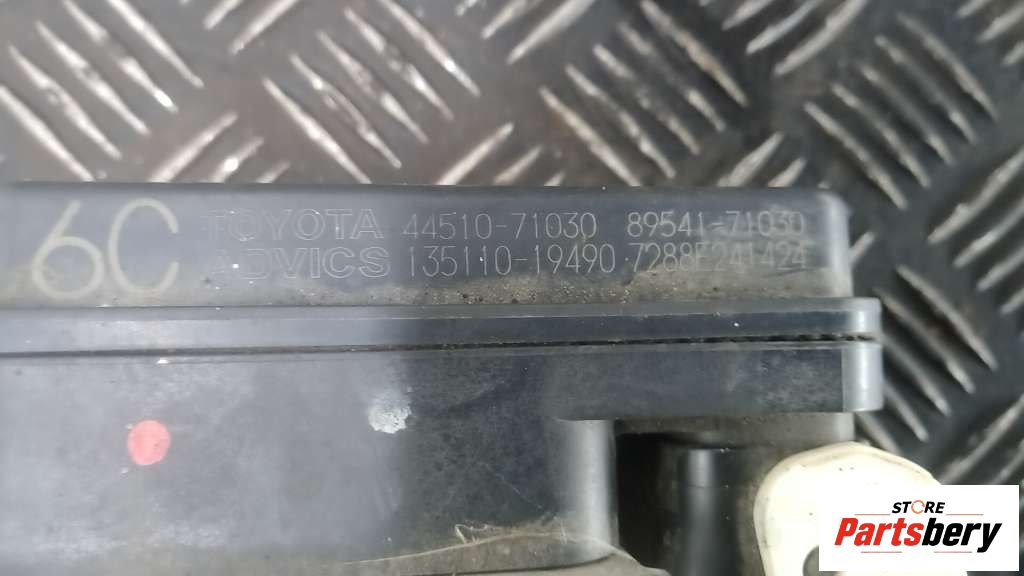 6C
TOYOTA 44510-71030 89541-71030
ADVICS 135110-19490 7288E241424
STORE
Partsbery